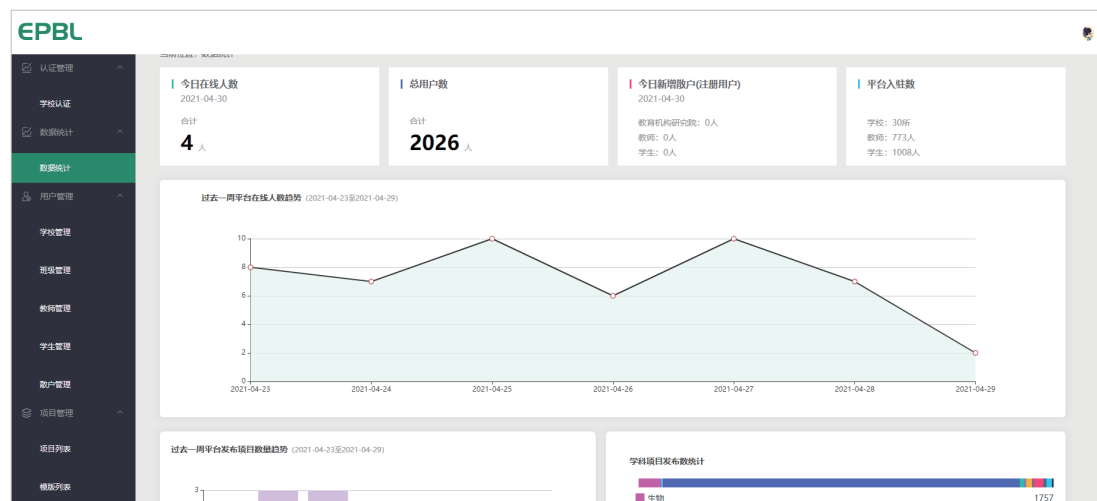 EPBL
当前位置：数据统计
认证管理
学校认证
数据统计
数据统计
用户管理
学校管理
班级管理
教师管理
学生管理
散户管理
项目管理
项目列表
模版列表
今日在线人数
2021-04-30
合计
4 人
总用户数
合计
2026 人
今日新增散户(注册用户)
2021-04-30
教育机构研究院：0人
教师：0人
学生：0人
平台入驻数
学校：30所
教师：773人
学生：1008人
过去一周平台在线人数趋势 (2021-04-23至2021-04-29)
10
8
6
4
2
0
2021-04-23
2021-04-24
2021-04-25
2021-04-26
2021-04-27
2021-04-28
2021-04-29
过去一周平台发布项目数量趋势 (2021-04-23至2021-04-29)
3
学科项目发布数统计
生物 1757